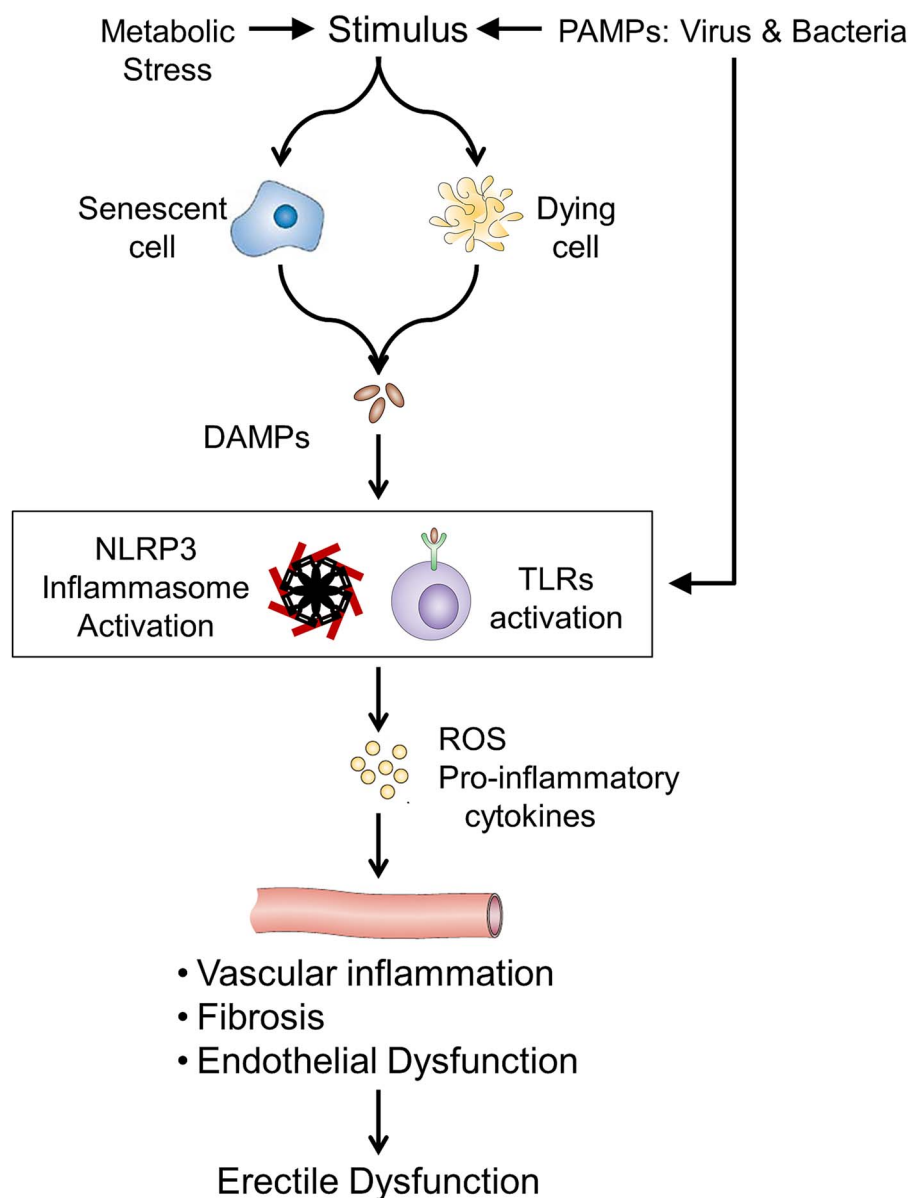 Metabolic
Stress
Stimulus
PAMPs: Virus & Bacteria
Senescent
cell
Dying
cell
DAMPs
NLRP3
Inflammasome
Activation
TLRs
activation
ROS
Pro-inflammatory
cytokines
• Vascular inflammation
• Fibrosis
• Endothelial Dysfunction
Erectile Dysfunction